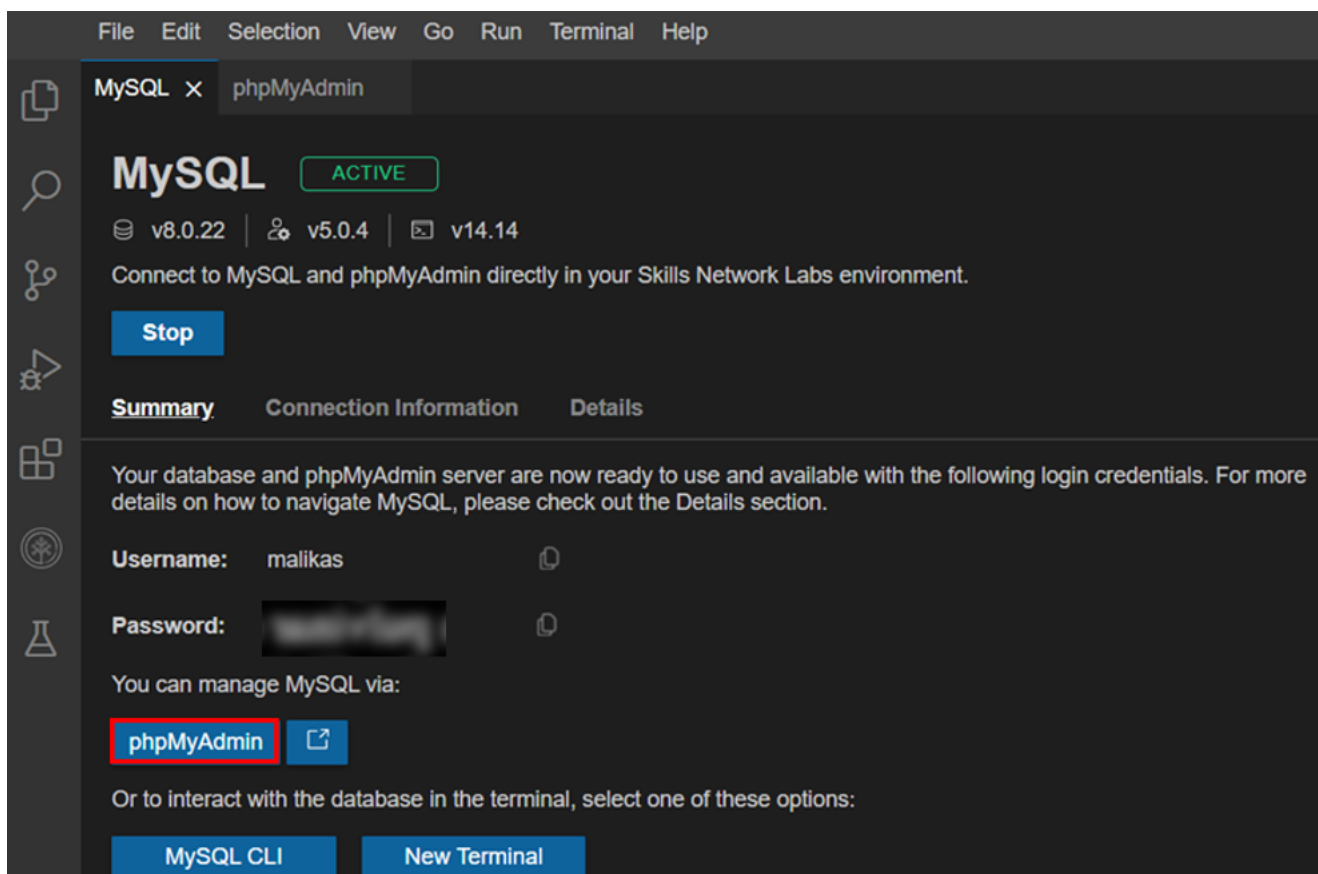 File Edit Selection View Go Run Terminal Help
MySQL phpMyAdmin
MySQL ACTIVE
v8.0.22 v5.0.4 v14.14
Connect to MySQL and phpMyAdmin directly in your Skills Network Labs environment.
Stop
Summary Connection Information Details
Your database and phpMyAdmin server are now ready to use and available with the following login credentials. For more
details on how to navigate MySQL, please check out the Details section.
Username: malikas
Password:
You can manage MySQL via:
phpMyAdmin
Or to interact with the database in the terminal, select one of these options:
MySQL CLI New Terminal